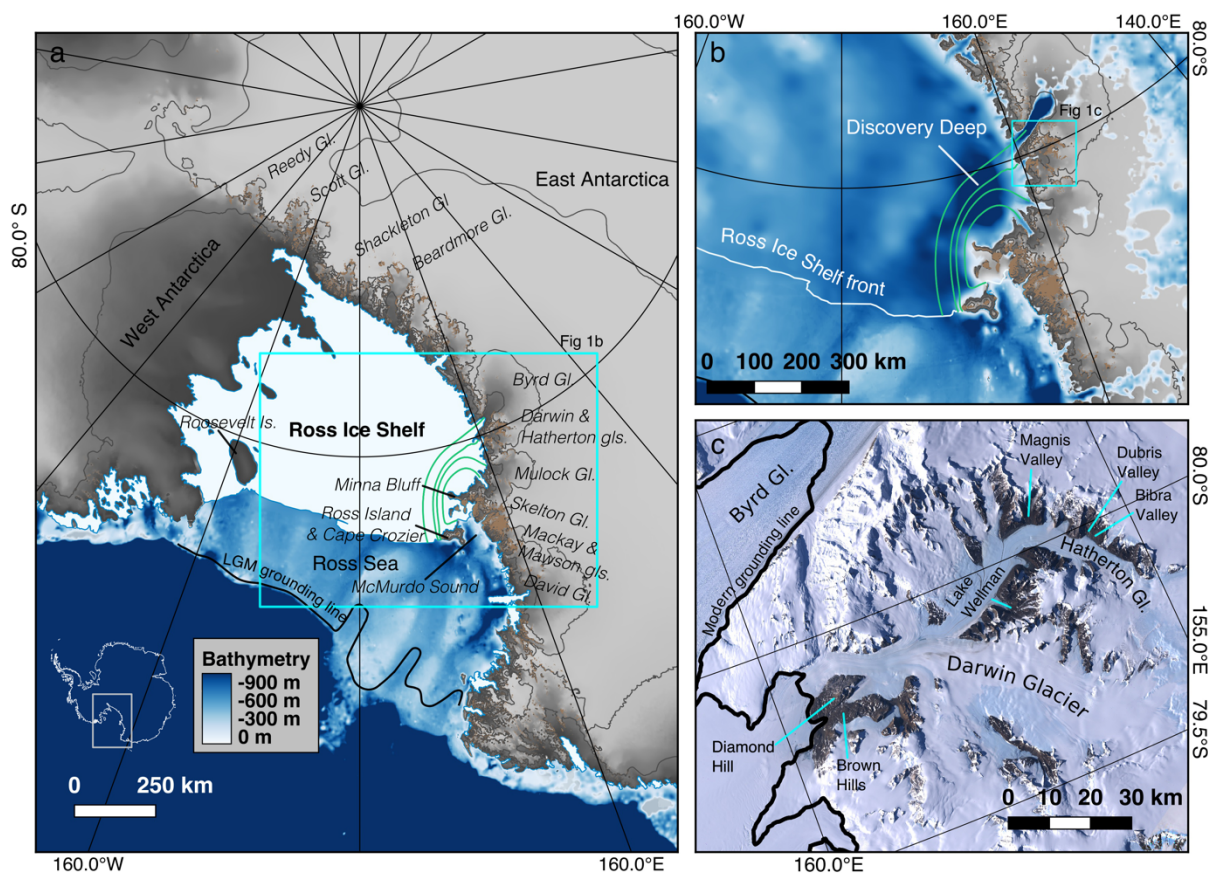 a
80.0° S
Reedy Gl.
Scott Gl.
Shackleton Gl
Beardmore Gl.
East Antarctica
West Antarctica
Fig 1b
Byrd Gl.
Darwin &
Hatherton gls.
Roosevelt Is.
Ross Ice Shelf
Mulock Gl.
Minna Bluff
Skelton Gl.
Ross Island
& Cape Crozier
Mackay &
Mawson gls.
Ross Sea
LGM grounding line
McMurdo Sound
David Gl.
Bathymetry
-900 m
-600 m
-300 m
0 m
0 250 km
160.0°W
160.0°E
160.0°W
160.0°E
140.0°E
80.0°S
b
Fig 1c
Discovery Deep
Ross Ice Shelf front
0 100 200 300 km
c
Byrd Gl.
Modern grounding line
Magnis
Valley
Dubris
Valley
Bibra
Valley
80.0°S
Hatherton Gl.
Lake
Wellman
155.0°E
Darwin Glacier
79.5°S
Diamond
Hill
Brown
Hills
0 10 20 30 km
160.0°E